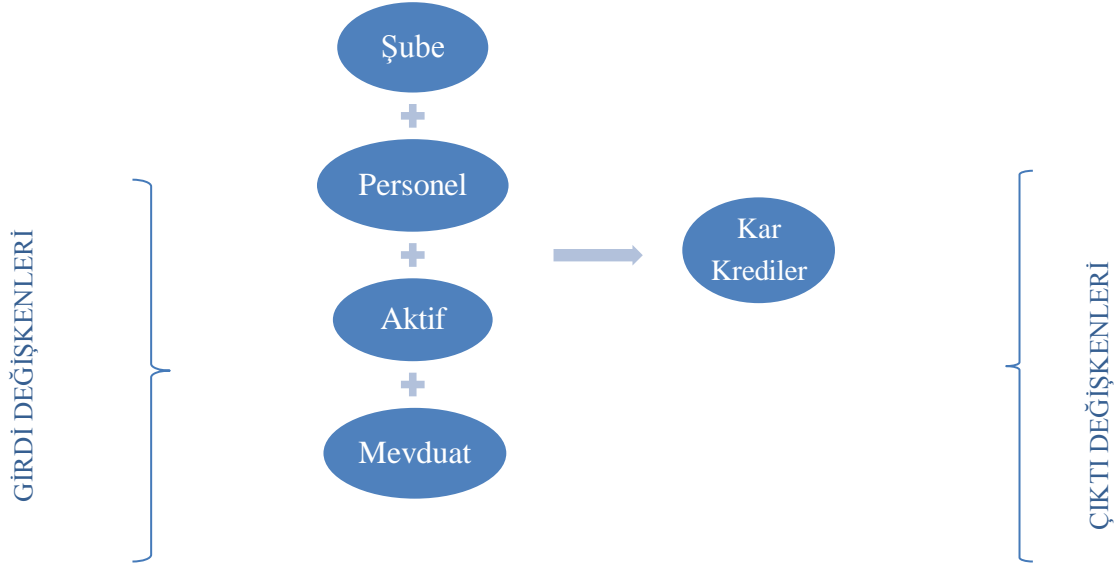 GİRDİ DEĞİŞKENLERİ
Şube
Personel
Aktif
Mevduat
Kar
Krediler
ÇIKTI DEĞİŞKENLERİ